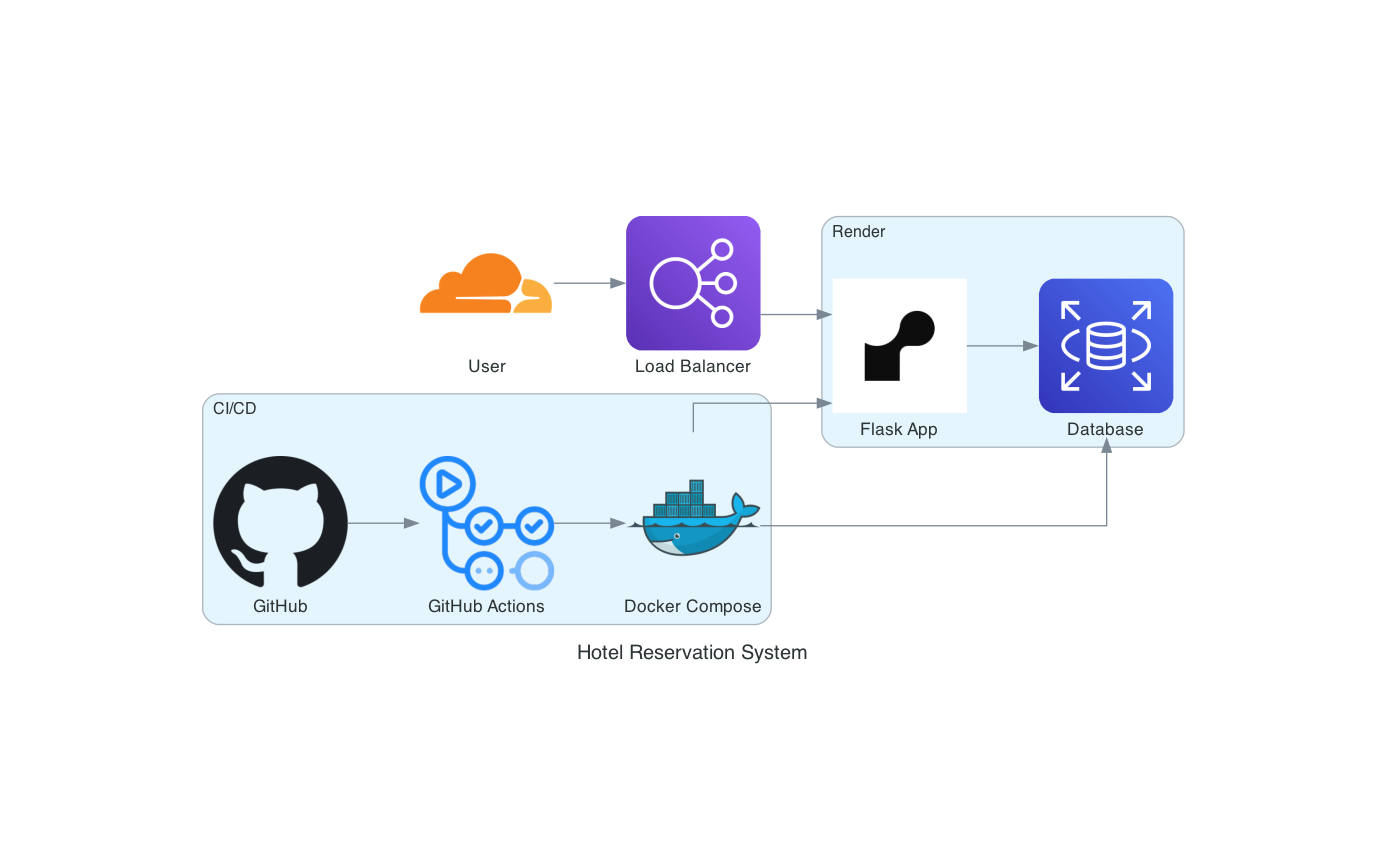 Render
User
Load Balancer
Flask App
Database
CI/CD
GitHub
GitHub Actions
Docker Compose
Hotel Reservation System